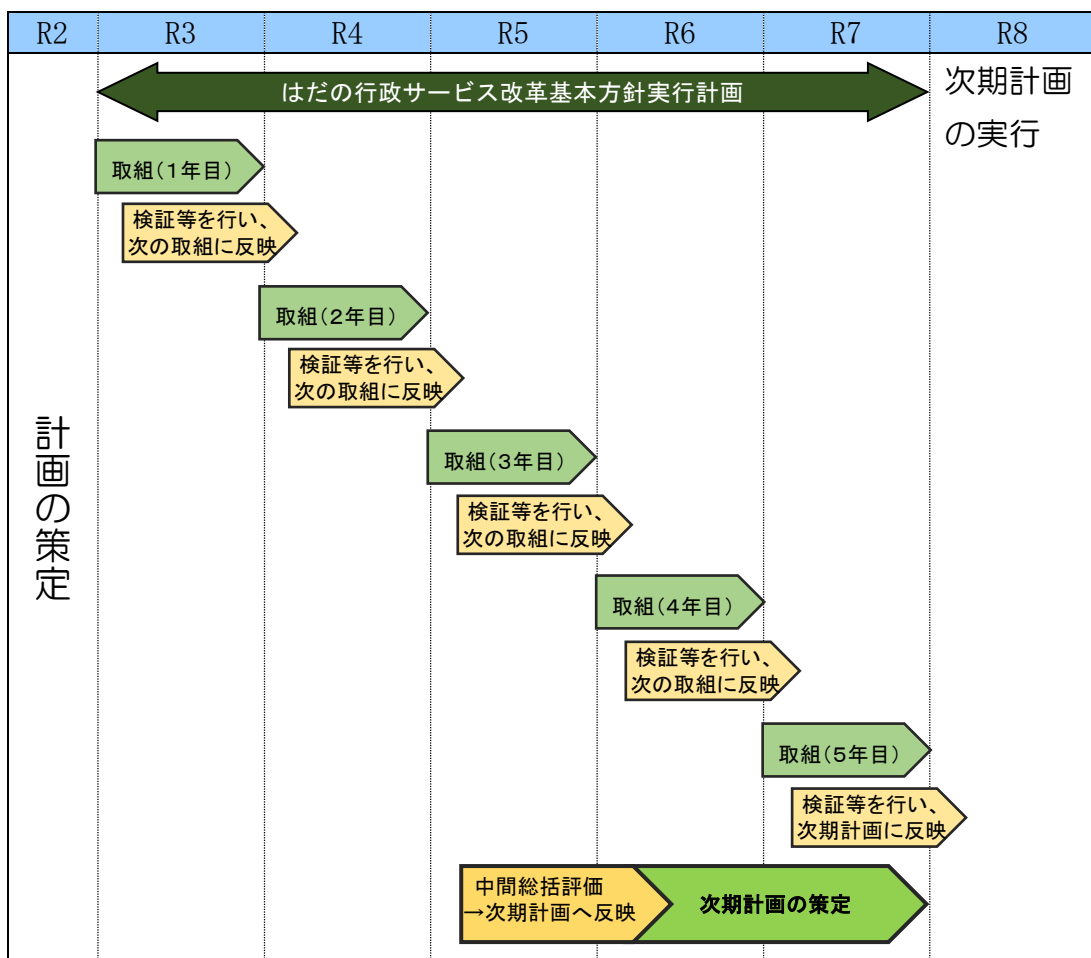 R2 R3 R4 R5 R6 R7 R8
はだの行政サービス改革基本方針実行計画
次期計画
の実行
取組(1年目)
検証等を行い、
次の取組に反映
取組(2年目)
検証等を行い、
次の取組に反映
計画の策定
取組(3年目)
検証等を行い、
次の取組に反映
取組(4年目)
検証等を行い、
次の取組に反映
取組(5年目)
検証等を行い、
次期計画に反映
中間総括評価
→次期計画へ反映
次期計画の策定